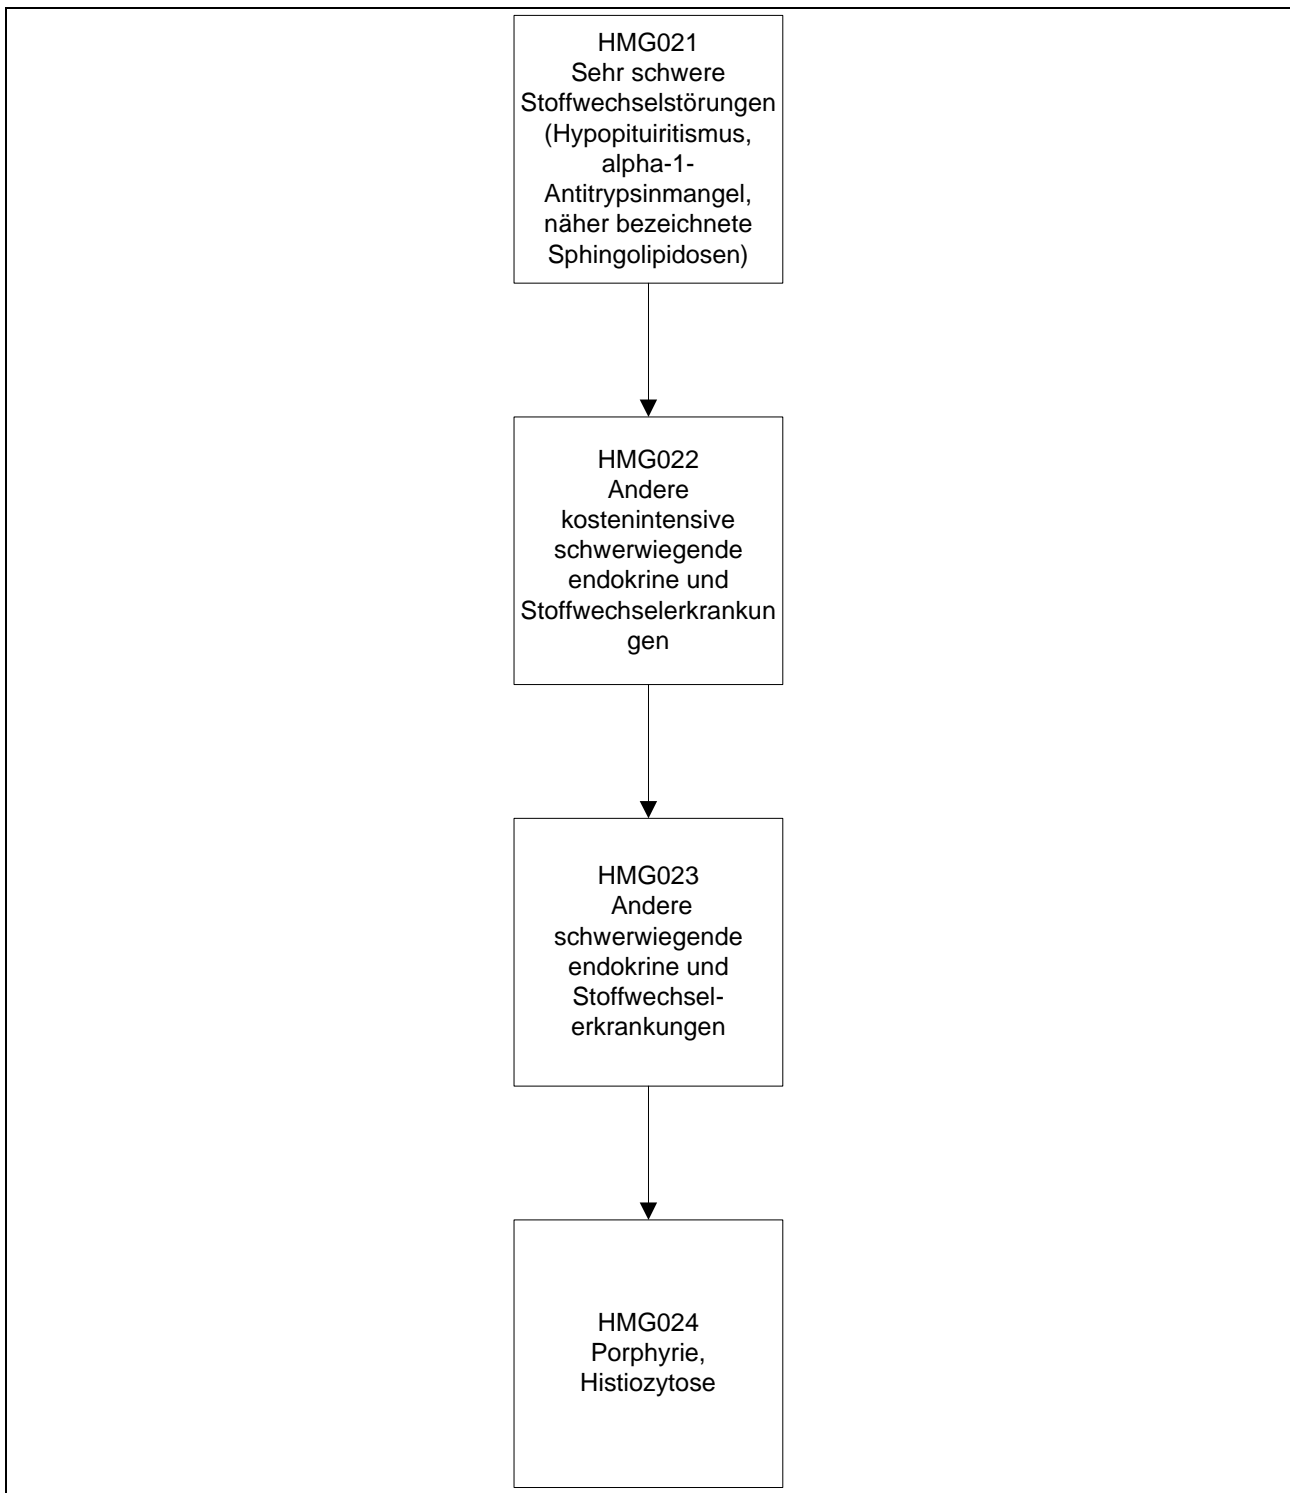 HMG021
Sehr schwere
Stoffwechselstörungen
(Hypopituiritismus,
alpha-1-
Antitrypsinmangel,
näher bezeichnete
Sphingolipidosen)
HMG022
Andere
kostenintensive
schwerwiegende
endokrine und
Stoffwechselerkrankun
gen
HMG023
Andere
schwerwiegende
endokrine und
Stoffwechsel-
erkrankungen
HMG024
Porphyrie,
Histiozytose